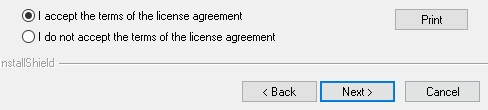 I accept the terms of the license agreement
Print
I do not accept the terms of the license agreement
nstallShield
< Back
Next >
Cancel